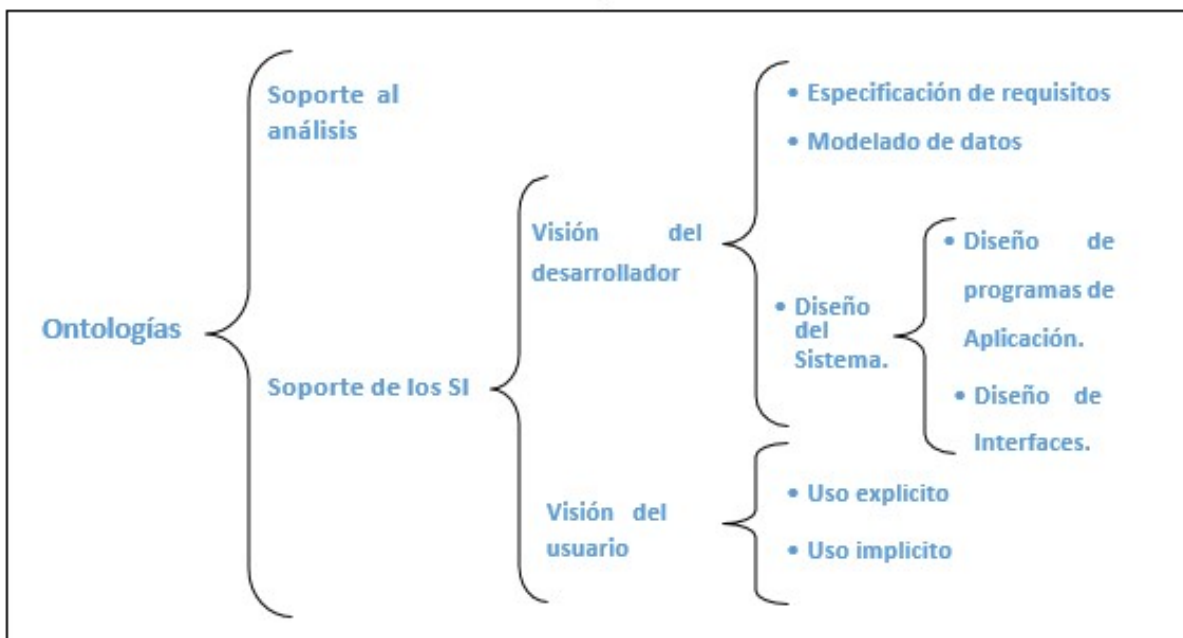 Ontologías
Soporte al
análisis
Soporte de los SI
Visión del
desarrollador
• Especificación de requisitos
• Modelado de datos
• Diseño
del
Sistema.
• Diseño de
programas de
Aplicación.
• Diseño de
Interfaces.
Visión del
usuario
• Uso explicito
• Uso implicito